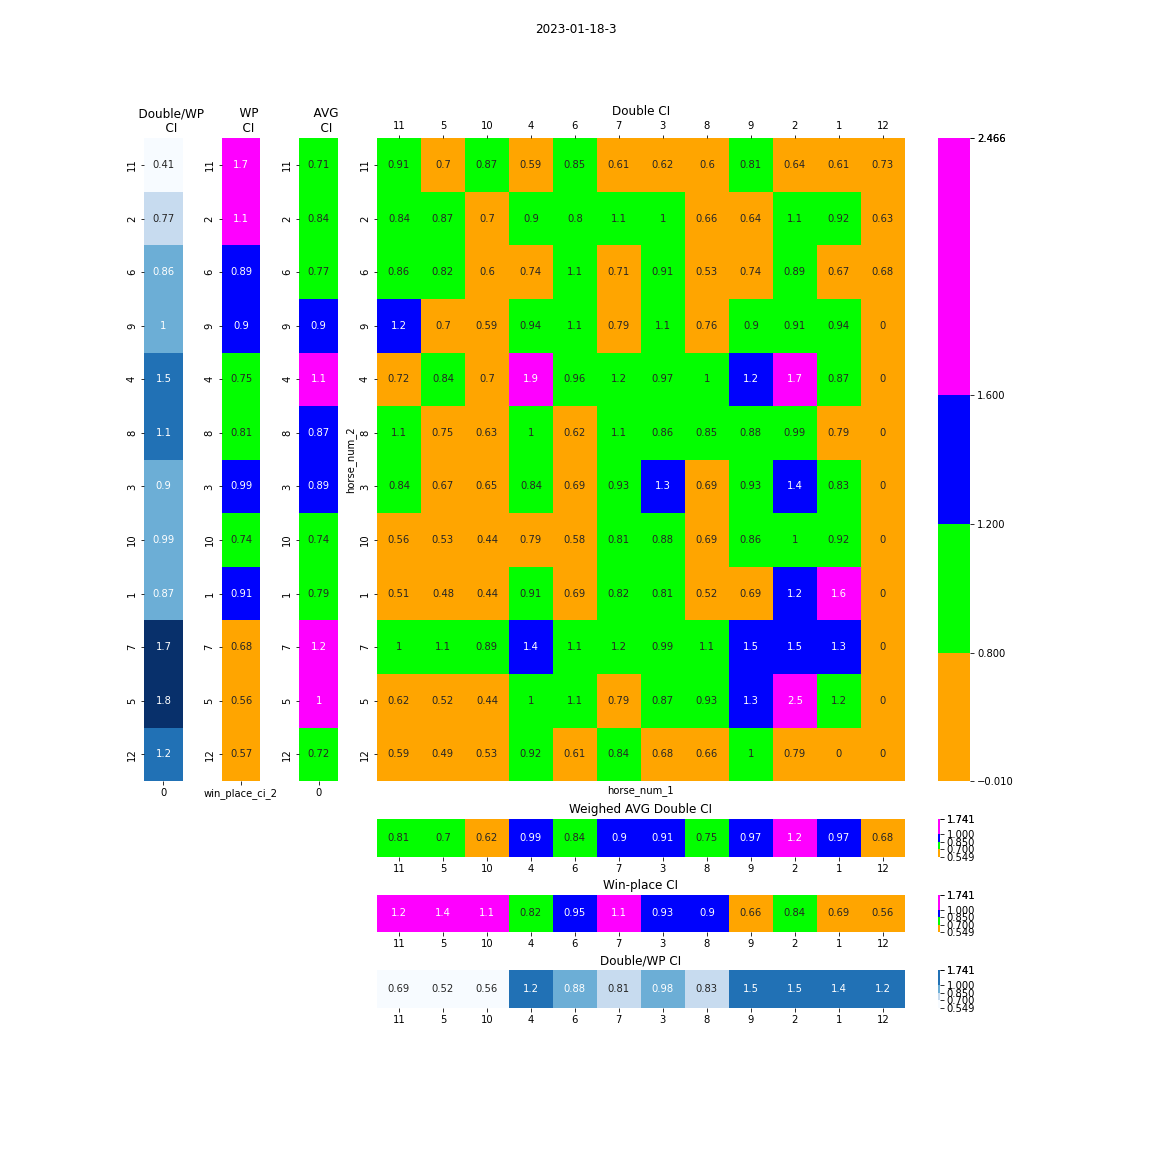 2023-01-18-3
Double/WP CI
WP CI
AVG CI
Double CI
11 5 10 4 6 7 3 8 9 2 1 12
11 0.41 11 1.7 11 0.71 11 0.91 0.7 0.87 0.59 0.85 0.61 0.62 0.6 0.81 0.64 0.61 0.73
2 0.77 2 1.1 2 0.84 2 0.84 0.87 0.7 0.9 0.8 1.1 1 0.66 0.64 1.1 0.92 0.63
6 0.86 6 0.89 6 0.77 6 0.86 0.82 0.6 0.74 1.1 0.71 0.91 0.53 0.74 0.89 0.67 0.68
9 1 9 0.9 9 0.9 9 1.2 0.7 0.59 0.94 1.1 0.79 1.1 0.76 0.9 0.91 0.94 0
4 1.5 4 0.75 4 1.1 4 0.72 0.84 0.7 1.9 0.96 1.2 0.97 1 1.2 1.7 0.87 0
8 1.1 8 0.81 8 0.87 8 1.1 0.75 0.63 1 0.62 1.1 0.86 0.85 0.88 0.99 0.79 0
3 0.9 3 0.99 3 0.89 3 0.84 0.67 0.65 0.84 0.69 0.93 1.3 0.69 0.93 1.4 0.83 0
10 0.99 10 0.74 10 0.74 10 0.56 0.53 0.44 0.79 0.58 0.81 0.88 0.69 0.86 1 0.92 0
1 0.87 1 0.91 1 0.79 1 0.51 0.48 0.44 0.91 0.69 0.82 0.81 0.52 0.69 1.2 1.6 0
7 1.7 7 0.68 7 1.2 7 1 1.1 0.89 1.4 1.1 1.2 0.99 1.1 1.5 1.5 1.3 0
5 1.8 5 0.56 5 1 5 0.62 0.52 0.44 1 1.1 0.79 0.87 0.93 1.3 2.5 1.2 0
12 1.2 12 0.57 12 0.72 12 0.59 0.49 0.53 0.92 0.61 0.84 0.68 0.66 1 0.79 0 0
0 win_place_ci_2 0
horse_num_2
horse_num_1
2.466
1.600
1.200
0.800
−0.010
Weighed AVG Double CI
0.81 0.7 0.62 0.99 0.84 0.9 0.91 0.75 0.97 1.2 0.97 0.68
11 5 10 4 6 7 3 8 9 2 1 12
1.741
1.000
0.850
0.700
0.549
Win-place CI
1.2 1.4 1.1 0.82 0.95 1.1 0.93 0.9 0.66 0.84 0.69 0.56
11 5 10 4 6 7 3 8 9 2 1 12
1.741
1.000
0.850
0.700
0.549
Double/WP CI
0.69 0.52 0.56 1.2 0.88 0.81 0.98 0.83 1.5 1.5 1.4 1.2
11 5 10 4 6 7 3 8 9 2 1 12
1.741
1.000
0.850
0.700
0.549